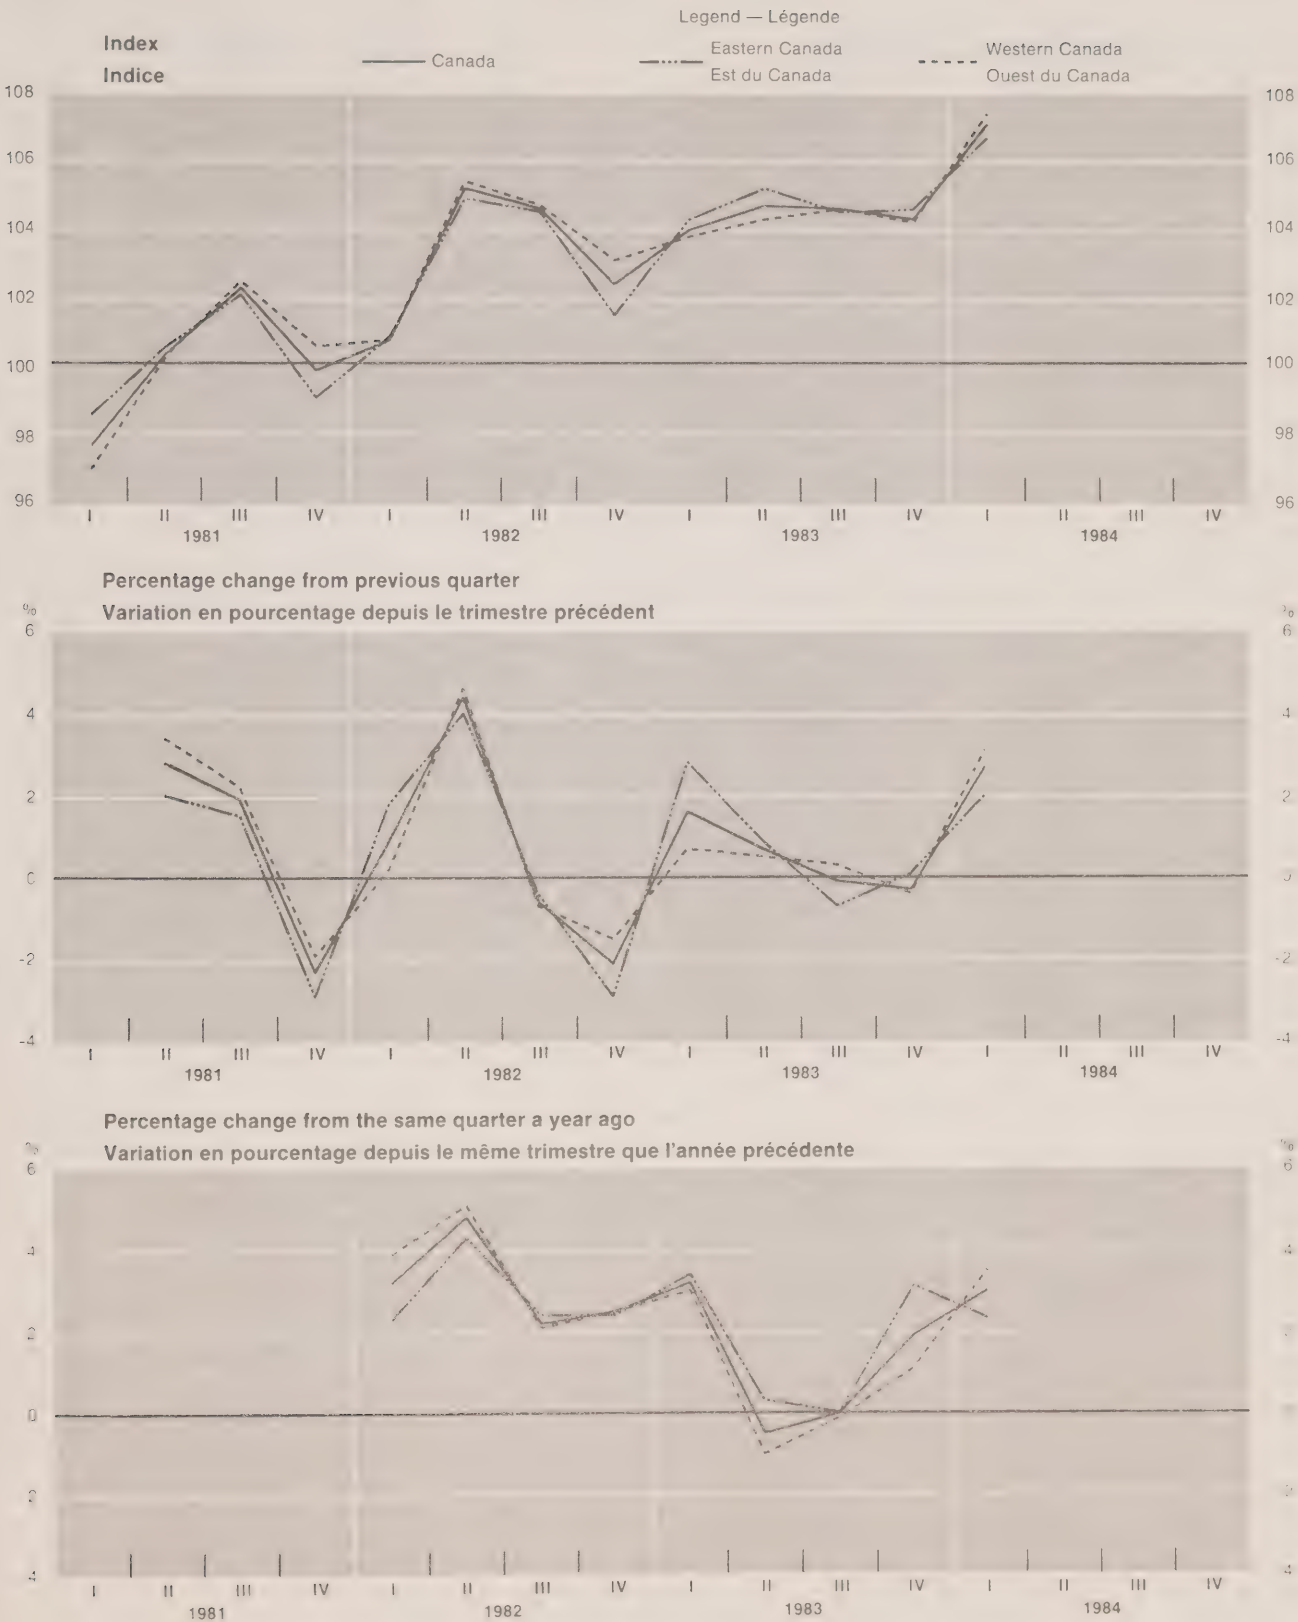 Legend — Légende
Index
Indice
Canada
Eastern Canada
Est du Canada
Western Canada
Ouest du Canada
108 108
106 106
104 104
102 102
100 100
98 98
96 96
I II III IV I II III IV I II III IV I II III IV
1981 1982 1983 1984
Percentage change from previous quarter
Variation en pourcentage depuis le trimestre précédent
% %
6 6
4 4
2 2
0
-2 -2
-4 -4
I II III IV I II III IV I II III IV I II III IV
1981 1982 1983 1984
Percentage change from the same quarter a year ago
Variation en pourcentage depuis le même trimestre que l'année précédente
% %
6 6
4 4
2
0
2 2
4 4
I II III IV I II III IV I II III IV I II III IV
1981 1982 1983 1984